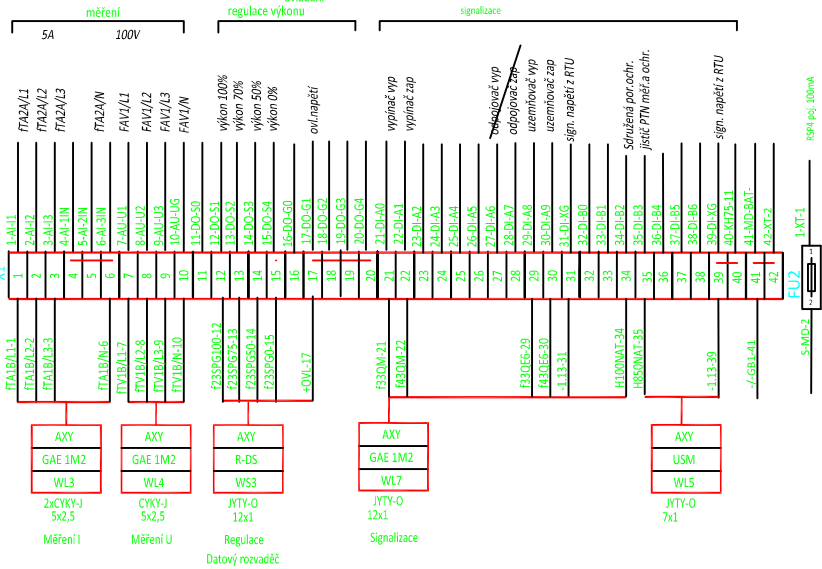 měření
regulace výkonu
signalizace
5A
100V
fTA2A/L1
fTA2A/L2
fTA2A/L3
fTA2A/N
FAV1/L1
FAV1/L2
FAV1/L3
FAV1/N
výkon 100%
výkon 70%
výkon 50%
výkon 0%
ovl.napětí
vypínač vyp
vypínač zap
odpojovač vyp
odpojovač zap
uzemňovač vyp
uzemňovač zap
sign. napětí z RTU
Sdružená por.ochr.
jistič PTN měř.a ochr.
sign. napětí z RTU
RSP4 poj. 100mA
1-AI-I1
2-AI-I2
3-AI-I3
4-AI-1IN
5-AI-2IN
6-AI-3IN
7-AU-U1
8-AU-U2
9-AU-U3
10-AU-UG
11-DO-S0
12-DO-S1
13-DO-S2
14-DO-S3
15-DO-S4
16-DO-G0
17-DO-G1
18-DO-G2
19-DO-G3
20-DO-G4
21-DI-A0
22-DI-A1
23-DI-A2
24-DI-A3
25-DI-A4
26-DI-A5
27-DI-A6
28-DI-A7
29-DI-A8
30-DI-A9
31-DI-XG
32-DI-B0
33-DI-B1
34-DI-B2
35-DI-B3
36-DI-B4
37-DI-B5
38-DI-B6
39-DI-XG
40-KH75-11
41-MD-BAT-
42-XT-2
1-XT-1
X1
1 2 3 4 5 6 7 8 9 10 11 12 13 14 15 16 17 18 19 20 21 22 23 24 25 26 27 28 29 30 31 32 33 34 35 36 37 38 39 40 41 42
FU2
1
2
fTA1B/L1-1
fTA1B/L2-2
fTA1B/L3-3
fTA1B/N-6
fTV1B/L1-7
fTV1B/L2-8
fTV1B/L3-9
fTV1B/N-10
f23SPG100-12
f23SPG75-13
f23SPG50-14
f23SPG0-15
+OVL-17
f33QM-21
f43QM-22
f33QE6-29
f43QE6-30
-1.13-31
H100NAT-34
H850NAT-35
-1.13-39
-/-GB1-41
5-MD-2
AXY
GAE 1M2
WL3
2xCYKY-J
5x2,5
Měření I
AXY
GAE 1M2
WL4
CYKY-J
5x2,5
Měření U
AXY
R-DS
WS3
JYTY-O
12x1
Regulace
Datový rozvaděč
AXY
GAE 1M2
WL7
JYTY-O
12x1
Signalizace
AXY
USM
WL5
JYTY-O
7x1